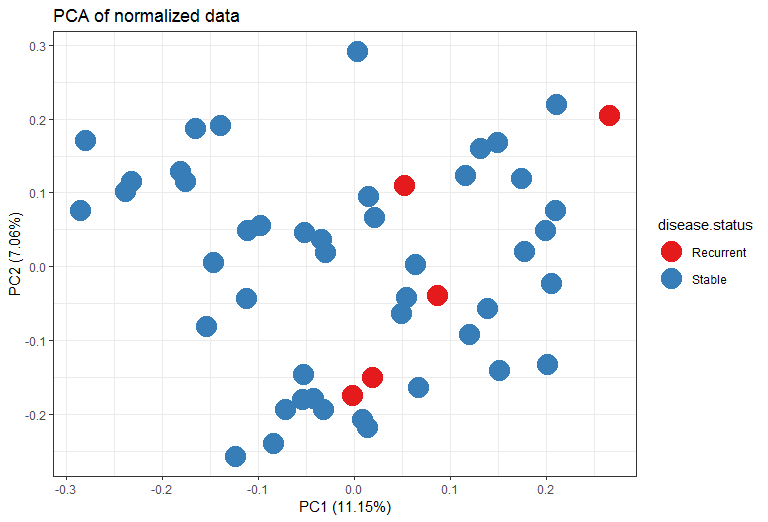 PCA of normalized data
0.3
0.2
0.1
0.0
-0.1
-0.2
PC2 (7.06%)
-0.3
-0.2
-0.1
0.0
0.1
0.2
PC1 (11.15%)
disease.status
Recurrent
Stable